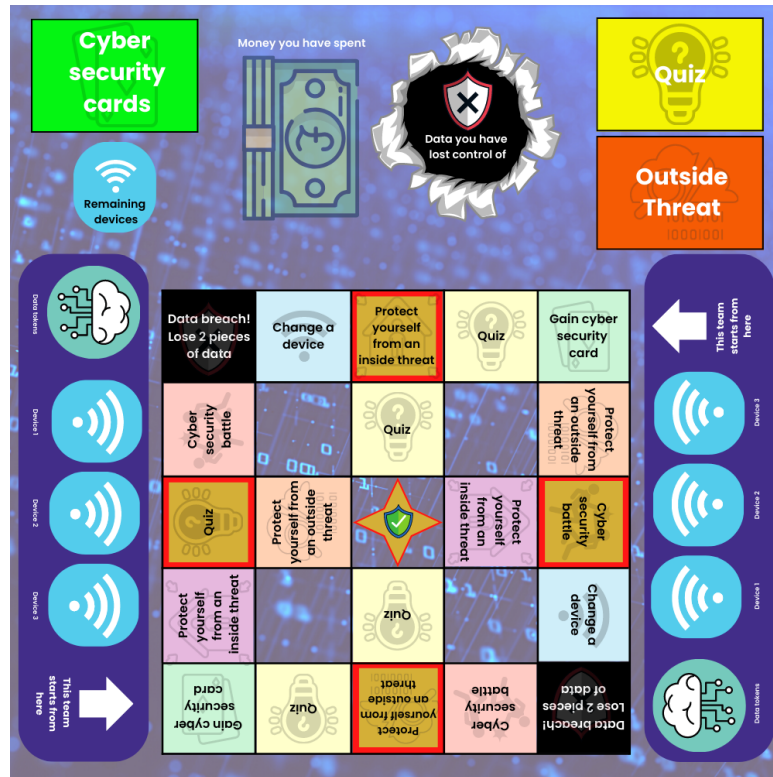 Cyber
security
cards
Money you have spent
Data you have
lost control of
Quiz
Outside
Threat
Remaining
devices
Data tokens
Device 1
Device 2
Device 3
This team
starts from
here
Data breach!
Lose 2 pieces
of data
Change a
device
Protect
yourself
from an
inside threat
Quiz
Gain cyber
security
card
Cyber
security
battle
Quiz
Protect
yourself from
an outside
threat
Quiz
Protect
yourself from
an outside
threat
Protect
yourself
from an
inside threat
Cyber
security
battle
Protect
yourself
from an
inside threat
Quiz
Change a
device
Gain cyber
security
card
Quiz
Protect
yourself from
an outside
threat
Cyber
security
battle
Data breach!
Lose 2 pieces
of data
This team
starts from
here
Device 3
Device 2
Device 1
Data tokens